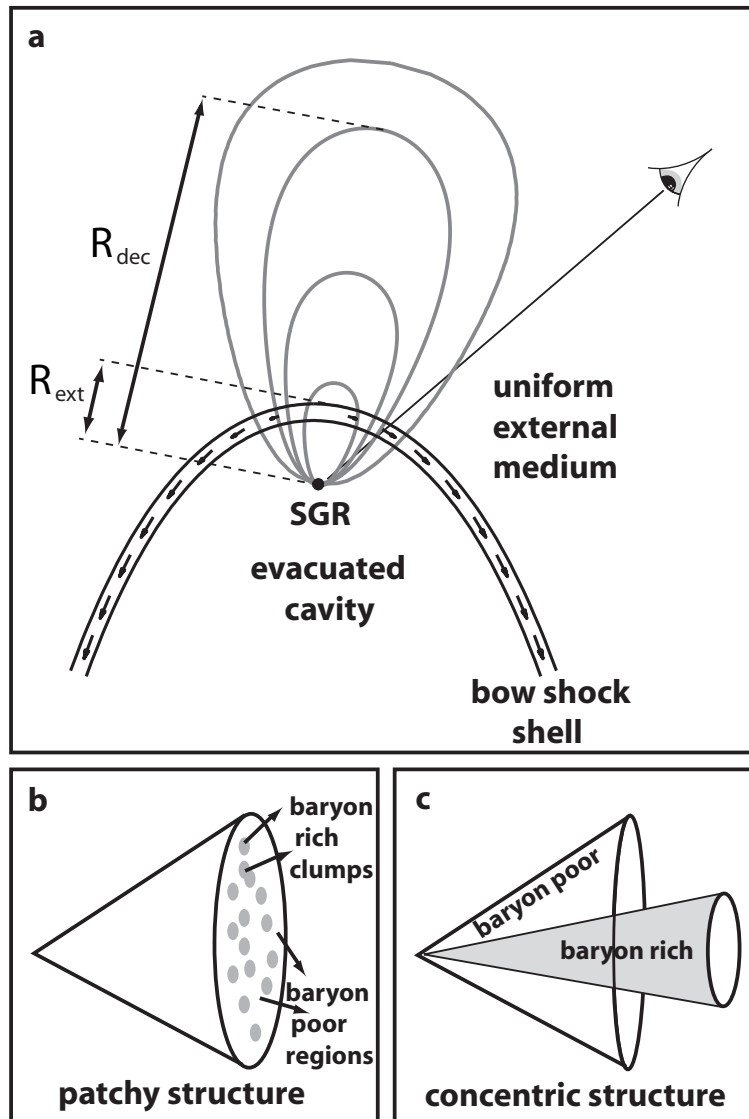 a
R dec
R ext
uniform
external
medium
SGR
evacuated
cavity
bow shock
shell
b
baryon
rich
clumps
baryon
poor
regions
patchy structure
c
baryon poor
baryon rich
concentric structure